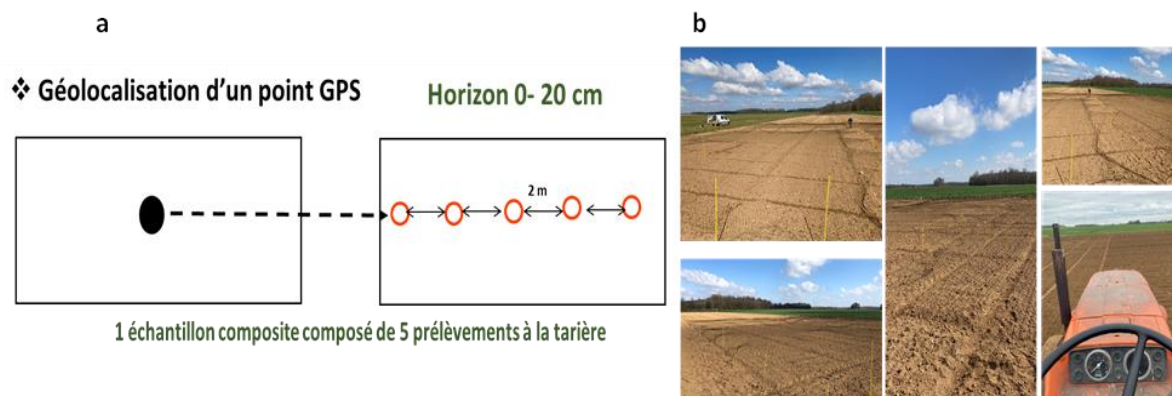 a
b
❖ Géolocalisation d'un point GPS
Horizon 0- 20 cm
2 m
1 échantillon composite composé de 5 prélèvements à la tarière